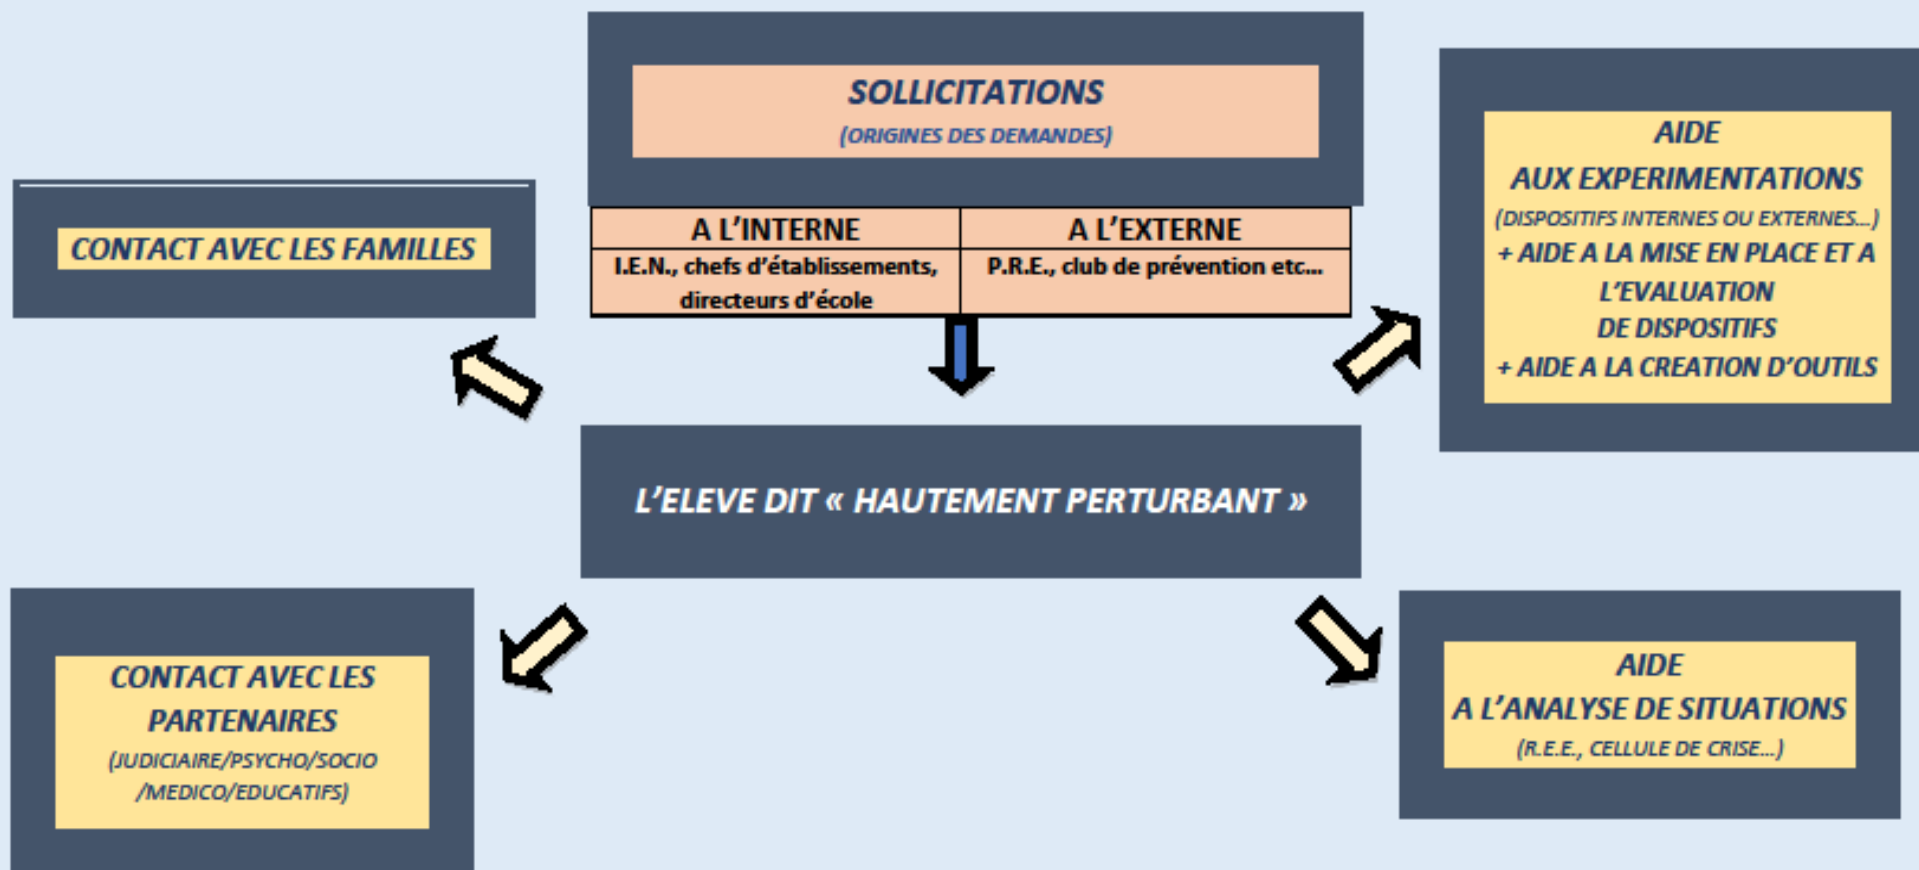 SOLLICITATIONS
(ORIGINES DES DEMANDES)
A L'INTERNE
A L'EXTERNE
I.E.N., chefs d'établissements,
directeurs d'école
P.R.E., club de prévention etc...
CONTACT AVEC LES FAMILLES
AIDE
AUX EXPERIMENTATIONS
(DISPOSITIFS INTERNES OU EXTERNES...)
+ AIDE A LA MISE EN PLACE ET A
L'EVALUATION
DE DISPOSITIFS
+ AIDE A LA CREATION D'OUTILS
L'ELEVE DIT « HAUTEMENT PERTURBANT »
CONTACT AVEC LES
PARTENAIRES
(JUDICIAIRE/PSYCHO/SOCIO
/MEDICO/EDUCATIFS)
AIDE
A L'ANALYSE DE SITUATIONS
(R.E.E., CELLULE DE CRISE...)